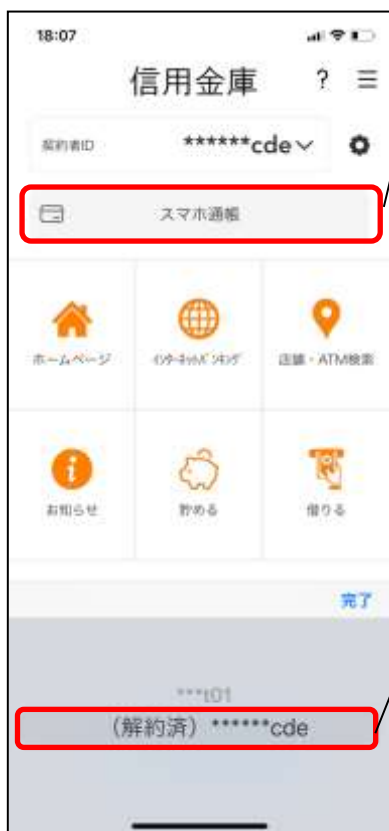 18:07
信用金庫 ? ≡
契約者ID ******cde
スマホ通帳
ホームページ インターネットバンキング 店舗・ATM検索
お知らせ 貯める 借りる
完了
***t01
(解約済) ******cde